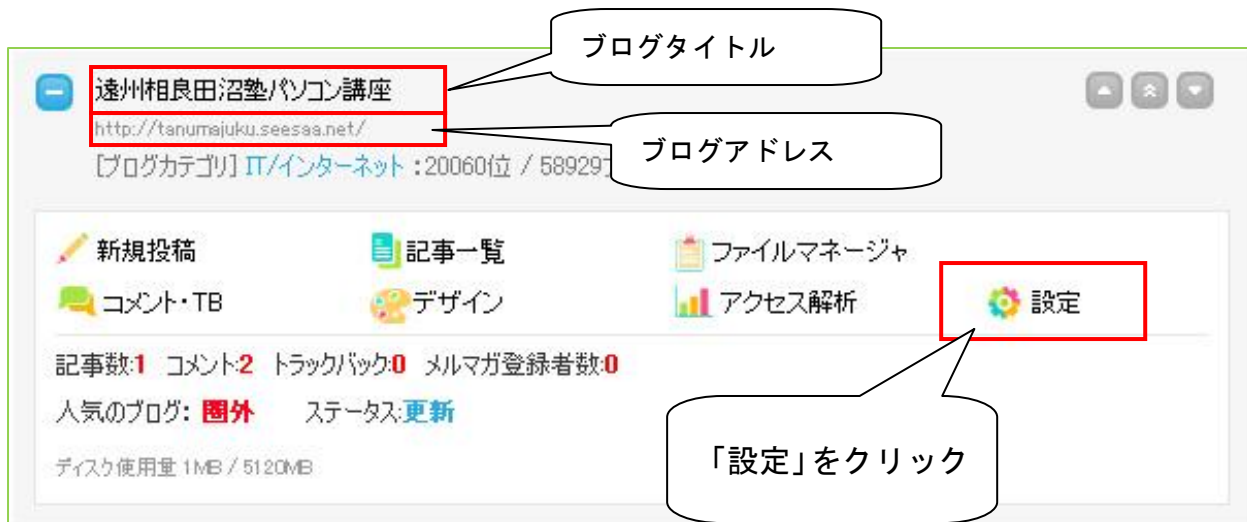 ブログタイトル
遠州相良田沼塾パソコン講座
http://tanumajuku.seesaa.net/
ブログアドレス
[ブログカテゴリ] IT/インターネット:20060位 / 58929
新規投稿 記事一覧 ファイルマネージャ
コメント・TB デザイン アクセス解析 設定
記事数:1 コメント:2 トラックバック:0 メルマガ登録者数:0
人気のブログ: 圏外 ステータス:更新
「設定」をクリック
ディスク使用量 1MB / 5120MB